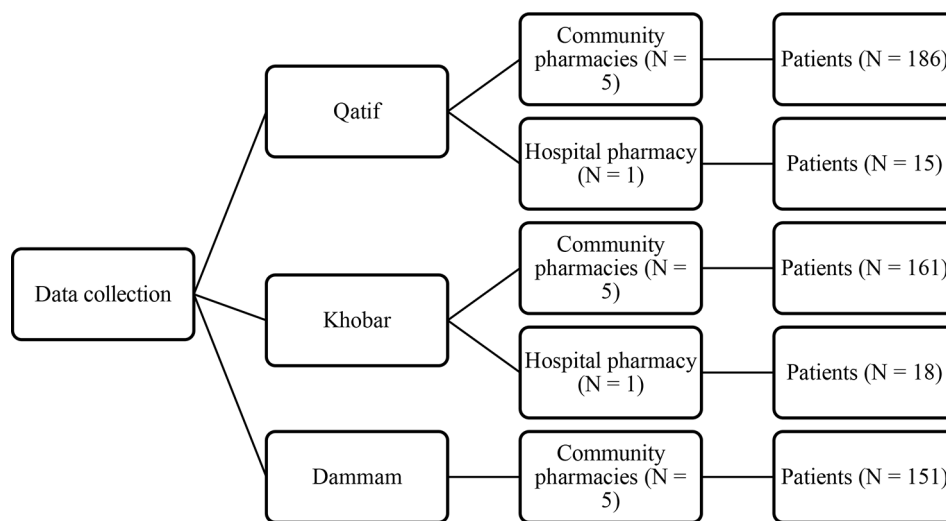 Data collection
Qatif
Community
pharmacies (N =
5)
Patients (N = 186)
Hospital pharmacy
(N = 1)
Patients (N = 15)
Khobar
Community
pharmacies (N =
5)
Patients (N = 161)
Hospital pharmacy
(N = 1)
Patients (N = 18)
Dammam
Community
pharmacies (N =
5)
Patients (N = 151)